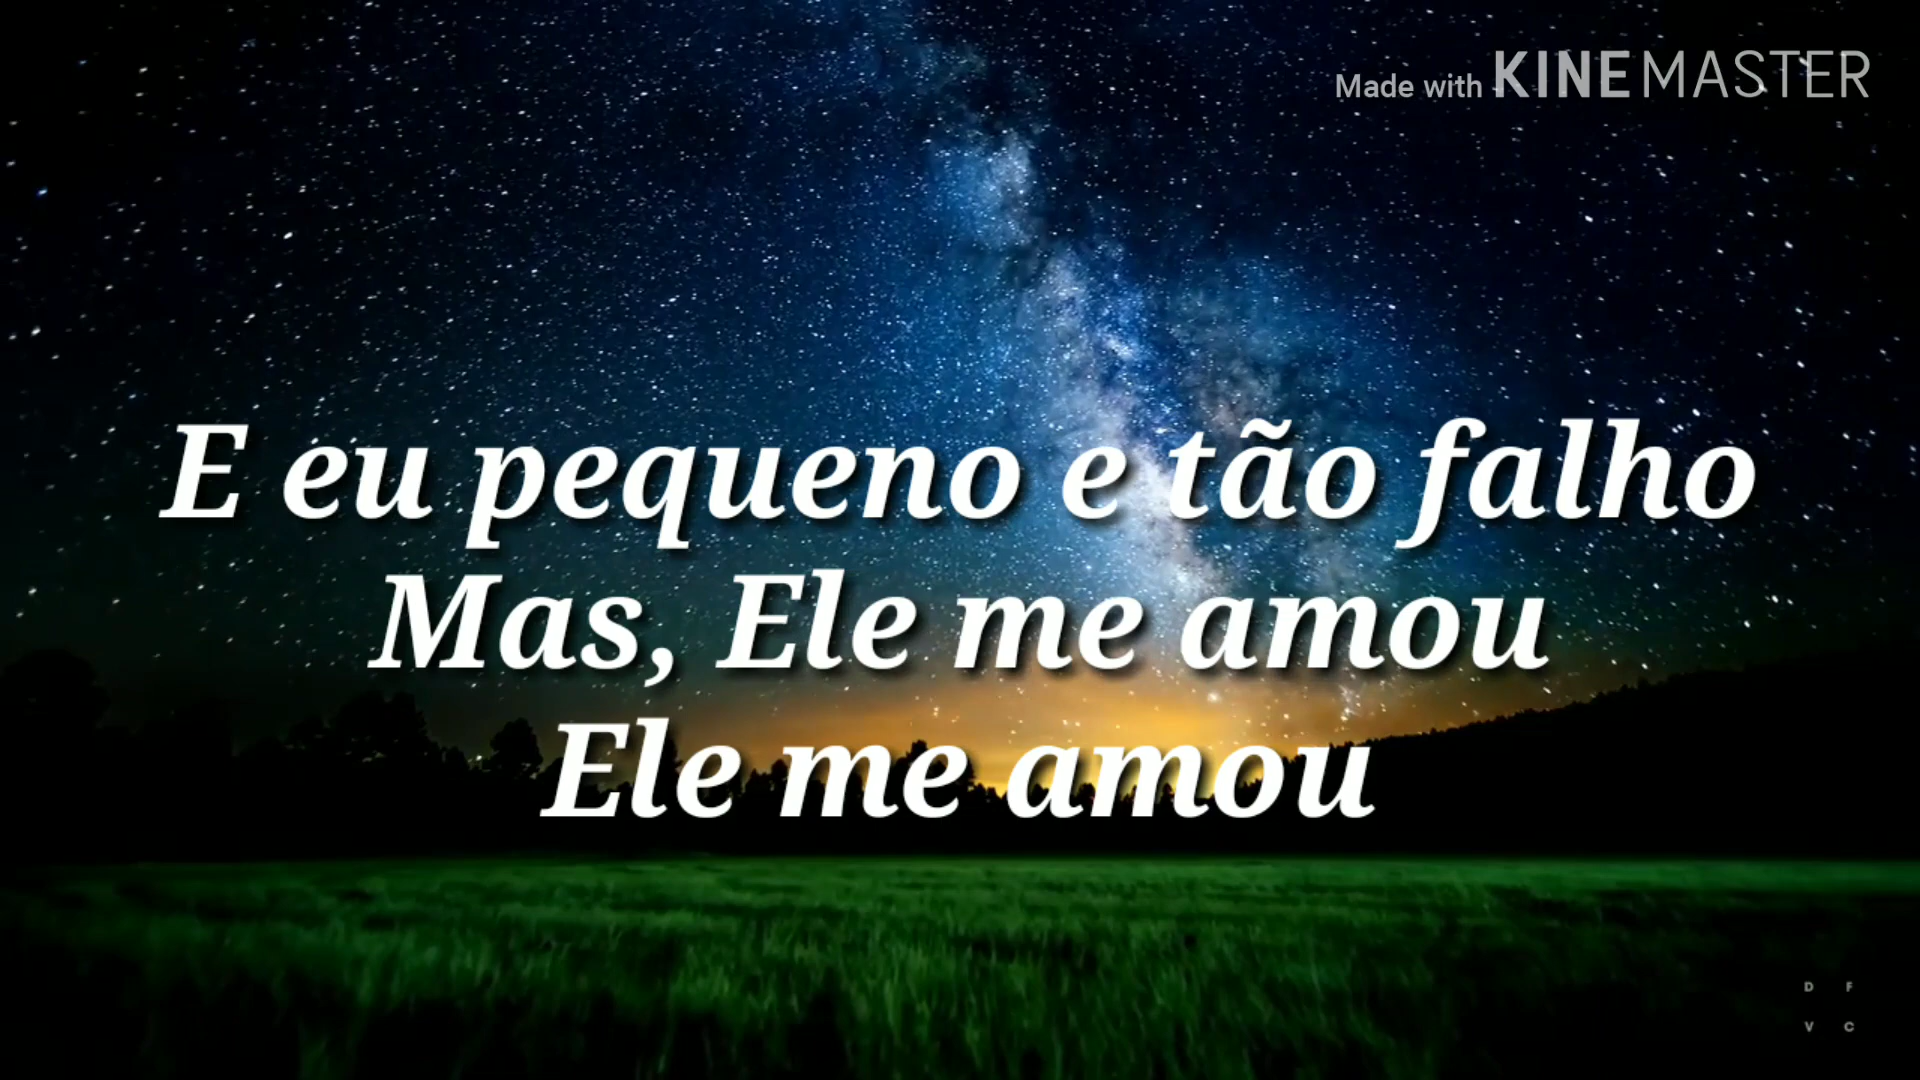 Made with KINEMASTER
E eu pequeno e tão falho
Mas, Ele me amou
Ele me amou
D F
V C